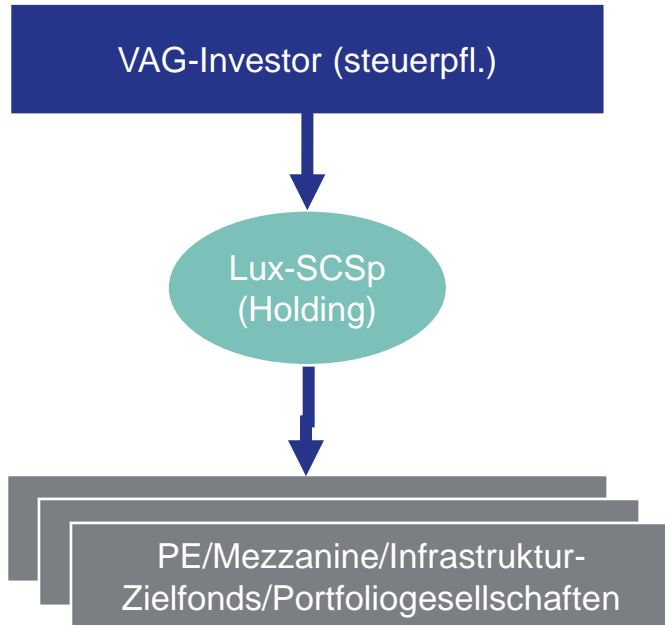 VAG-Investor (steuerpfl.)
Lux-SCSp
(Holding)
PE/Mezzanine/Infrastruktur-
Zielfonds/Portfoliogesellschaften